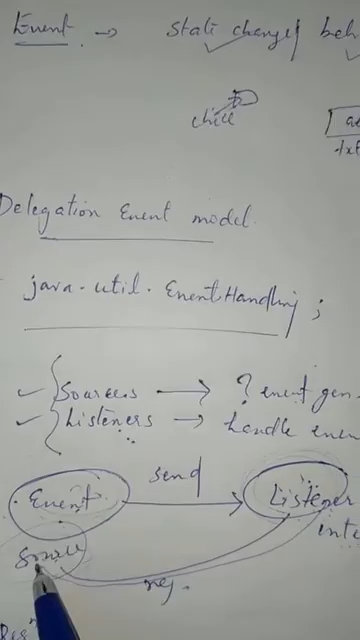 Event → State change/ beh
click
Delegation Event model.
java.util.EventHandling;
Sources → ? event gen
Listeners → handle even
send
Event Listener
Source inte
reg.